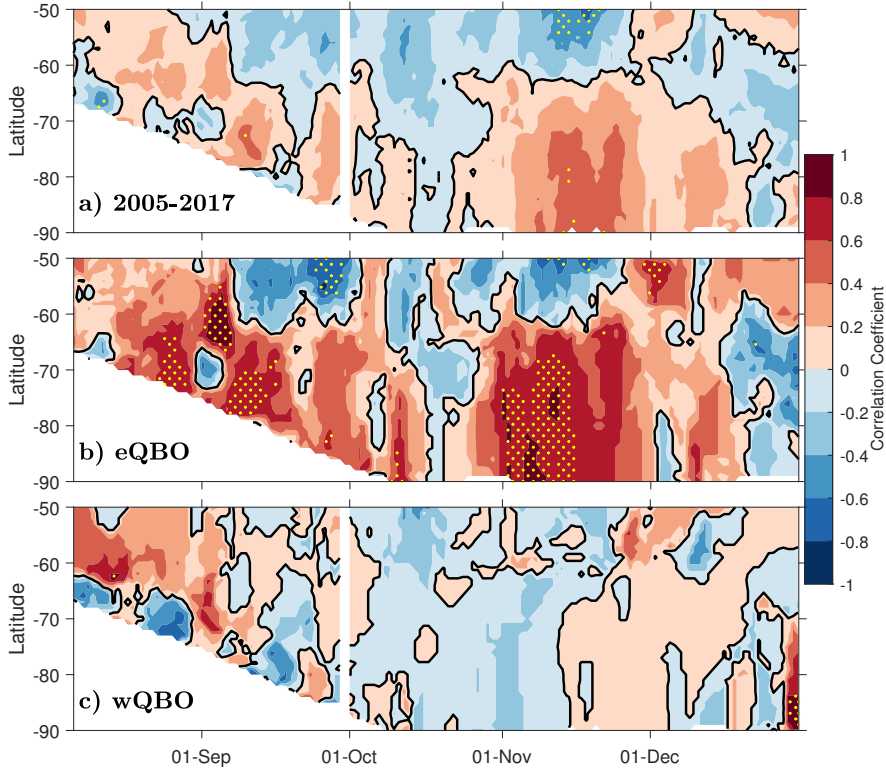 -50
-60
-70
-80
-90
Latitude
a) 2005-2017
-50
-60
-70
-80
-90
Latitude
b) eQBO
-50
-60
-70
-80
-90
Latitude
c) wQBO
01-Sep
01-Oct
01-Nov
01-Dec
1
0.8
0.6
0.4
0.2
0
-0.2
-0.4
-0.6
-0.8
-1
Correlation Coefficient